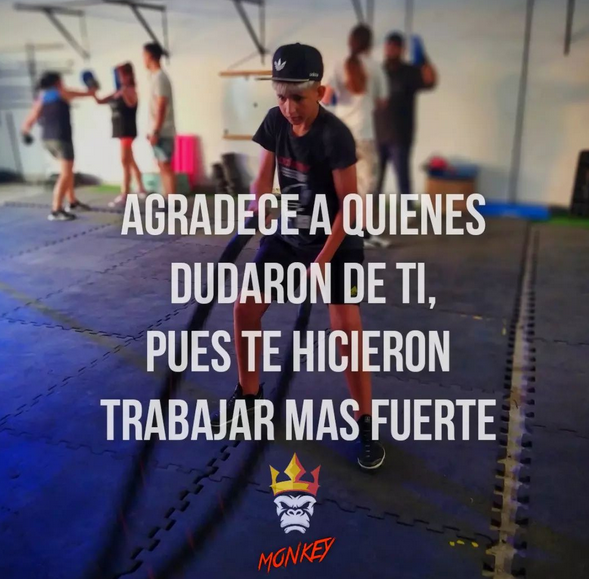 AGRADECE A QUIENES
DUDARON DE TI,
PUES TE HICIERON
TRABAJAR MAS FUERTE
MONKEY